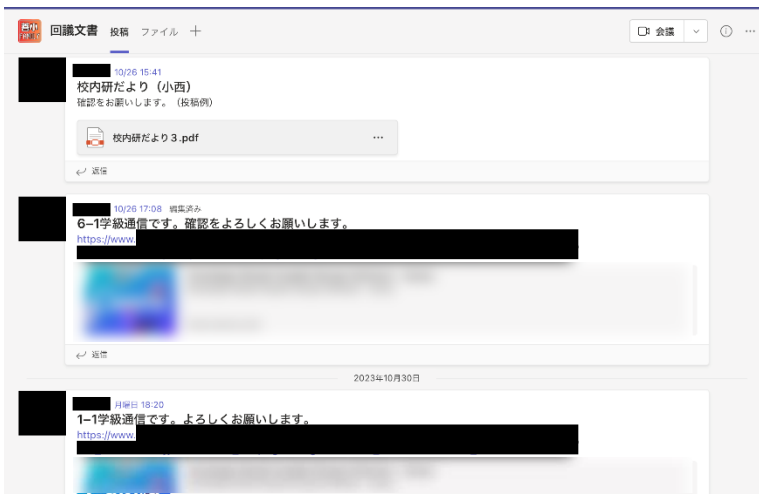 回議文書 投稿 ファイル
会議
10/26 15:41
校内研だより（小西）
確認をお願いします。（投稿例）
校内研だより３.pdf
返信
10/26 17:08 編集済み
6−1学級通信です。確認をよろしくお願いします。
https://www.
返信
2023年10月30日
月曜日 18:20
1−1学級通信です。よろしくお願いします。
https://www.